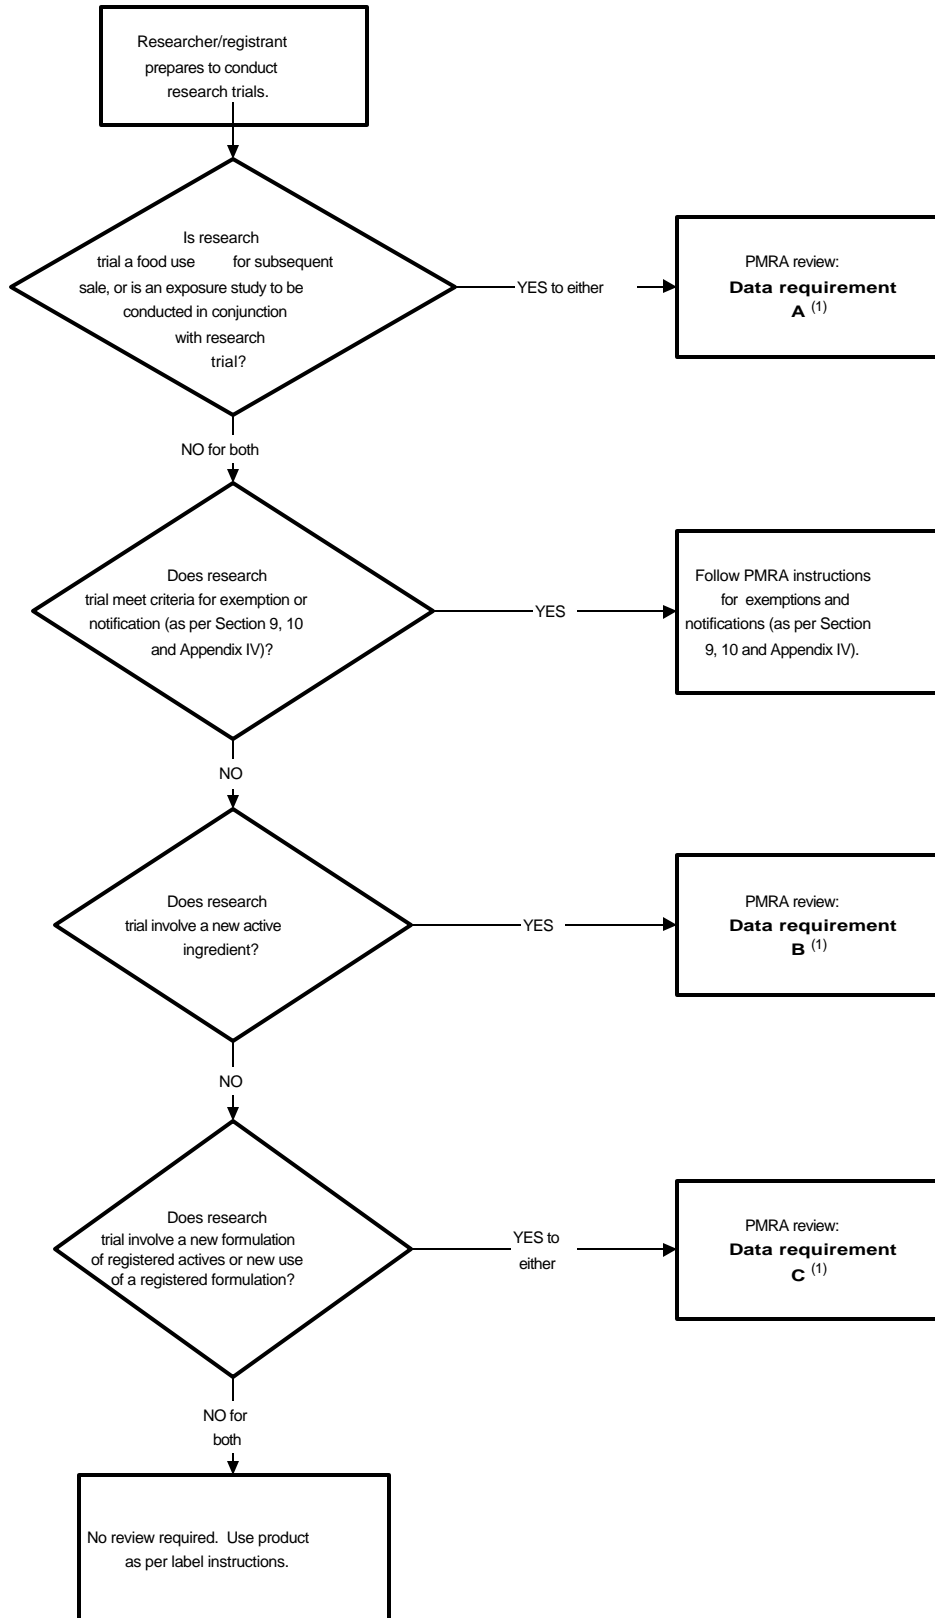 Researcher/registrant
prepares to conduct
research trials.
Is research
trial a food use for subsequent
sale, or is an exposure study to be
conducted in conjunction
with research
trial?
YES to either
PMRA review:
Data requirement
A (1)
NO for both
Does research
trial meet criteria for exemption or
notification (as per Section 9, 10
and Appendix IV)?
YES
Follow PMRA instructions
for exemptions and
notifications (as per Section
9, 10 and Appendix IV).
NO
Does research
trial involve a new active
ingredient?
YES
PMRA review:
Data requirement
B (1)
NO
Does research
trial involve a new formulation
of registered actives or new use
of a registered formulation?
YES to
either
PMRA review:
Data requirement
C (1)
NO for
both
No review required. Use product
as per label instructions.